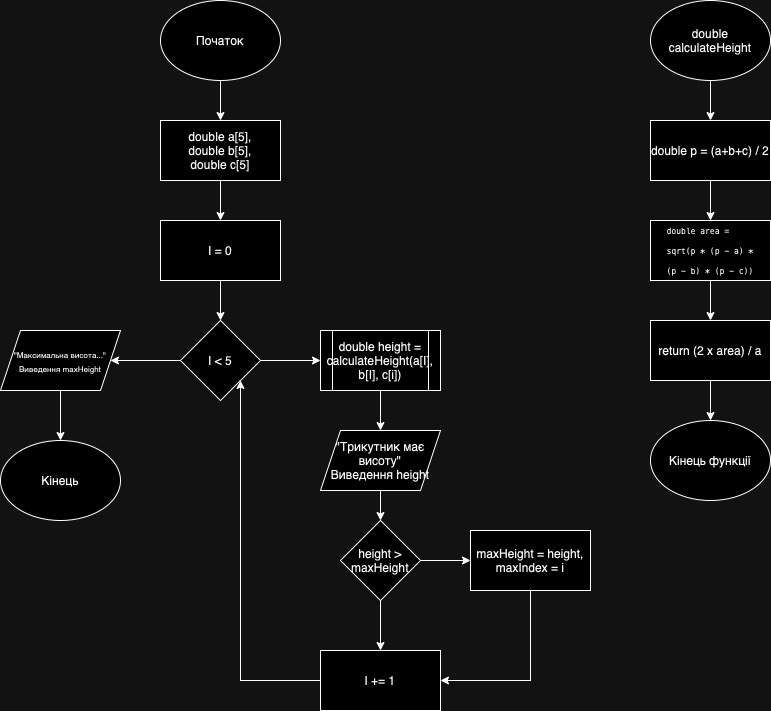 Початок
double a[5],
double b[5],
double c[5]
I = 0
I < 5
"Максимальна висота..."
Виведення maxHeight
Кінець
double height =
calculateHeight(a[I],
b[I], c[i])
"Трикутник має
висоту"
Виведення height
height >
maxHeight
maxHeight = height,
maxIndex = i
I += 1
double
calculateHeight
double p = (a+b+c) / 2
double area =
sqrt(p * (p - a) *
(p - b) * (p - c))
return (2 x area) / a
Кінець функції